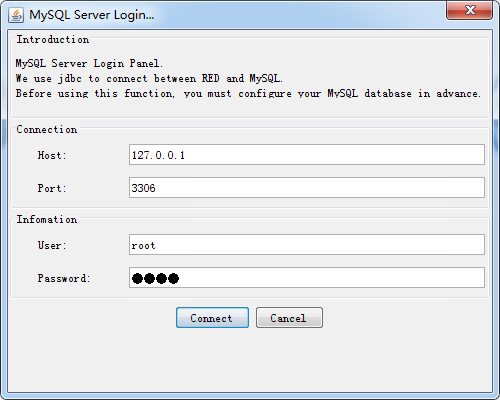 MySQL Server Login...
Introduction
MySQL Server Login Panel.
We use jdbc to connect between RED and MySQL.
Before using this function, you must configure your MySQL database in advance.
Connection
Host: 127.0.0.1
Port: 3306
Infomation
User: root
Password: ●●●●
Connect Cancel